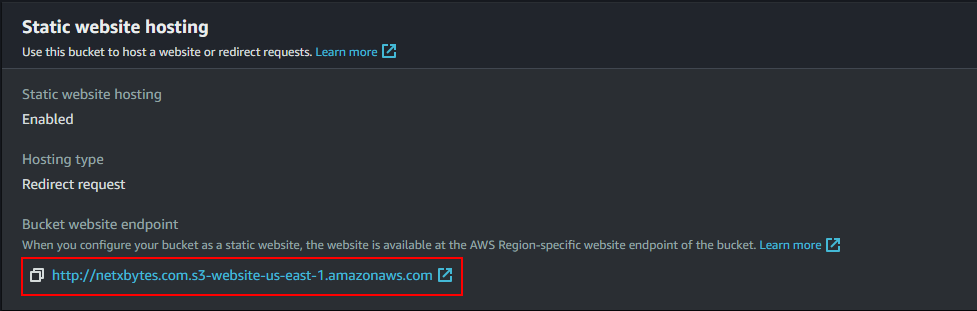 Static website hosting
Use this bucket to host a website or redirect requests. Learn more
Static website hosting
Enabled
Hosting type
Redirect request
Bucket website endpoint
When you configure your bucket as a static website, the website is available at the AWS Region-specific website endpoint of the bucket. Learn more
http://netxbytes.com.s3-website-us-east-1.amazonaws.com